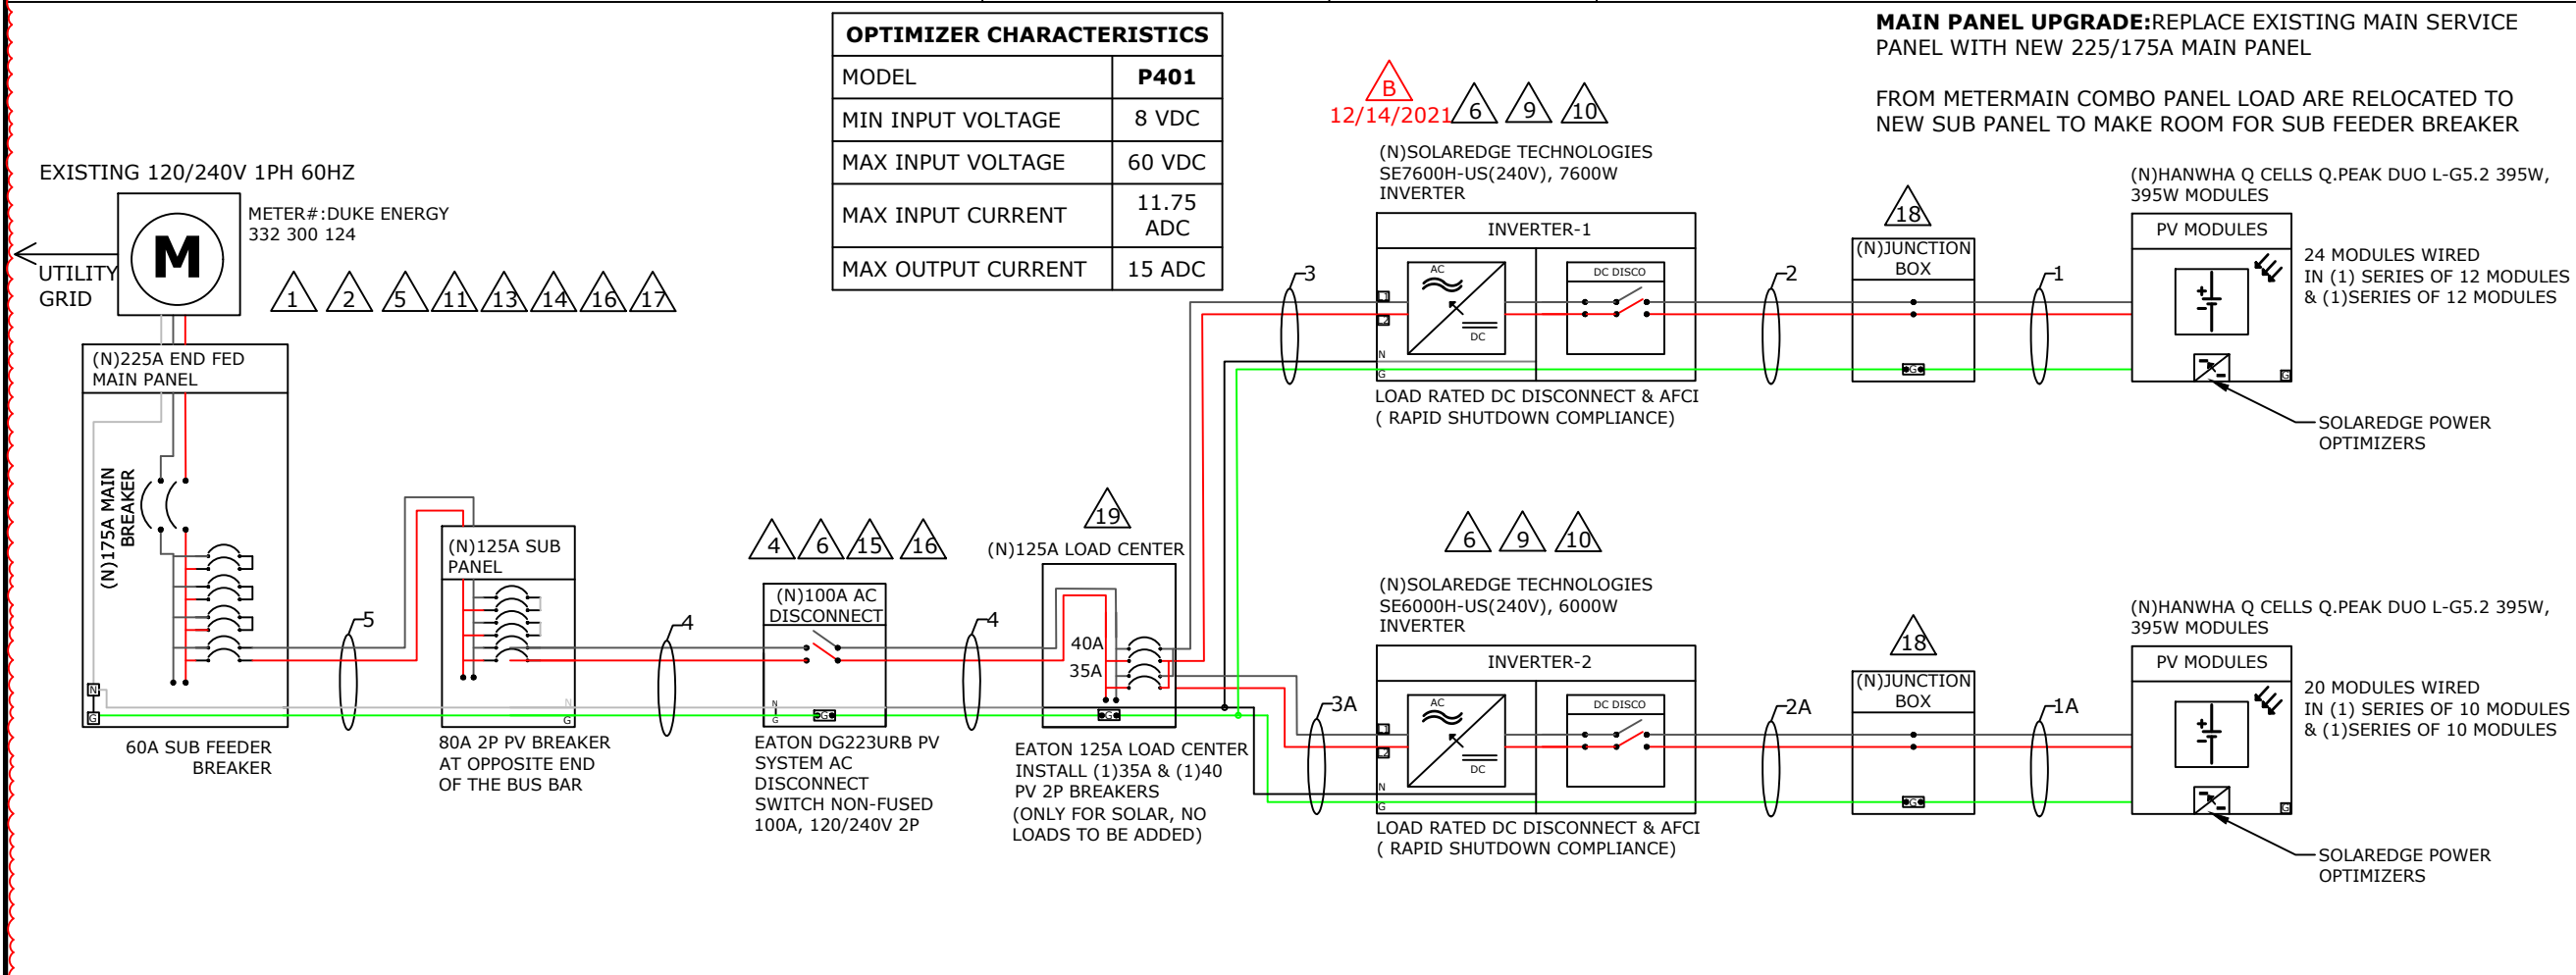 OPTIMIZER CHARACTERISTICS
MODEL P401
MIN INPUT VOLTAGE 8 VDC
MAX INPUT VOLTAGE 60 VDC
MAX INPUT CURRENT 11.75
ADC
MAX OUTPUT CURRENT 15 ADC
MAIN PANEL UPGRADE:REPLACE EXISTING MAIN SERVICE
PANEL WITH NEW 225/175A MAIN PANEL
FROM METERMAIN COMBO PANEL LOAD ARE RELOCATED TO
NEW SUB PANEL TO MAKE ROOM FOR SUB FEEDER BREAKER
EXISTING 120/240V 1PH 60HZ
M
METER#:DUKE ENERGY
332 300 124
UTILITY
GRID
1 2 5 11 13 14 16 17
(N)225A END FED
MAIN PANEL
(N)175A MAIN
BREAKER
N
G
60A SUB FEEDER
BREAKER
5
(N)125A SUB
PANEL
N
G
80A 2P PV BREAKER
AT OPPOSITE END
OF THE BUS BAR
4
4 6 15 16
(N)100A AC
DISCONNECT
N
G
G
EATON DG223URB PV
SYSTEM AC
DISCONNECT
SWITCH NON-FUSED
100A, 120/240V 2P
4
19
(N)125A LOAD CENTER
40A
35A
G
EATON 125A LOAD CENTER
INSTALL (1)35A & (1)40
PV 2P BREAKERS
(ONLY FOR SOLAR, NO
LOADS TO BE ADDED)
B
12/14/2021
6 9 10
(N)SOLAREDGE TECHNOLOGIES
SE7600H-US(240V), 7600W
INVERTER
3
INVERTER-1
AC
DC
DC DISCO
L1
L2
N
G
LOAD RATED DC DISCONNECT & AFCI
( RAPID SHUTDOWN COMPLIANCE)
2
18
(N)JUNCTION
BOX
G
1
(N)HANWHA Q CELLS Q.PEAK DUO L-G5.2 395W,
395W MODULES
PV MODULES
G
24 MODULES WIRED
IN (1) SERIES OF 12 MODULES
& (1)SERIES OF 12 MODULES
SOLAREDGE POWER
OPTIMIZERS
6 9 10
(N)SOLAREDGE TECHNOLOGIES
SE6000H-US(240V), 6000W
INVERTER
3A
INVERTER-2
AC
DC
DC DISCO
L1
L2
N
G
LOAD RATED DC DISCONNECT & AFCI
( RAPID SHUTDOWN COMPLIANCE)
2A
18
(N)JUNCTION
BOX
G
1A
(N)HANWHA Q CELLS Q.PEAK DUO L-G5.2 395W,
395W MODULES
PV MODULES
G
20 MODULES WIRED
IN (1) SERIES OF 10 MODULES
& (1)SERIES OF 10 MODULES
SOLAREDGE POWER
OPTIMIZERS